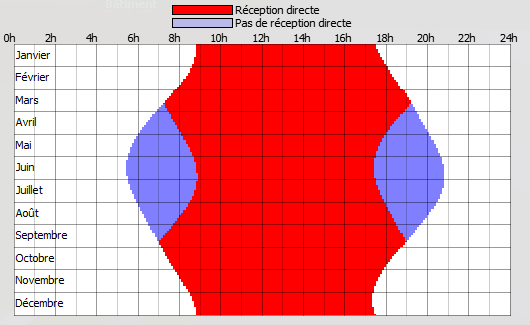 Bâtiment
Réception directe
Pas de réception directe
0h 2h 4h 6h 8h 10h 12h 14h 16h 18h 20h 22h 24h
Janvier
Février
Mars
Avril
Mai
Juin
Juillet
Août
Septembre
Octobre
Novembre
Décembre